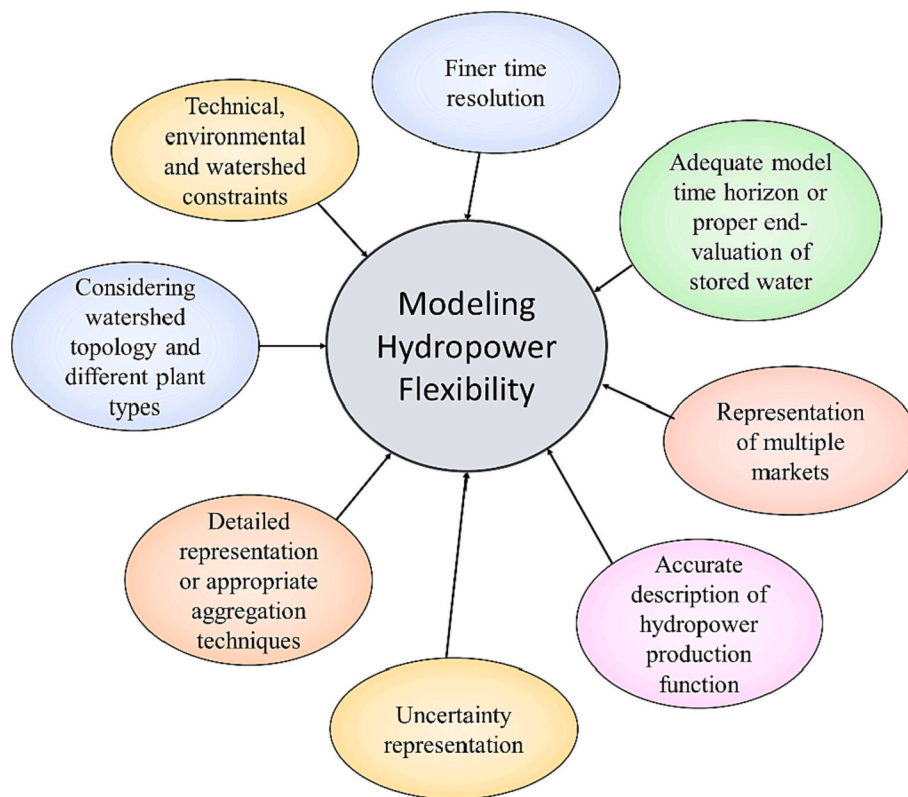 Finer time
resolution
Technical,
environmental
and watershed
constraints
Adequate model
time horizon or
proper end-
valuation of
stored water
Considering
watershed
topology and
different plant
types
Modeling
Hydropower
Flexibility
Representation
of multiple
markets
Detailed
representation
or appropriate
aggregation
techniques
Accurate
description of
hydropower
production
function
Uncertainty
representation